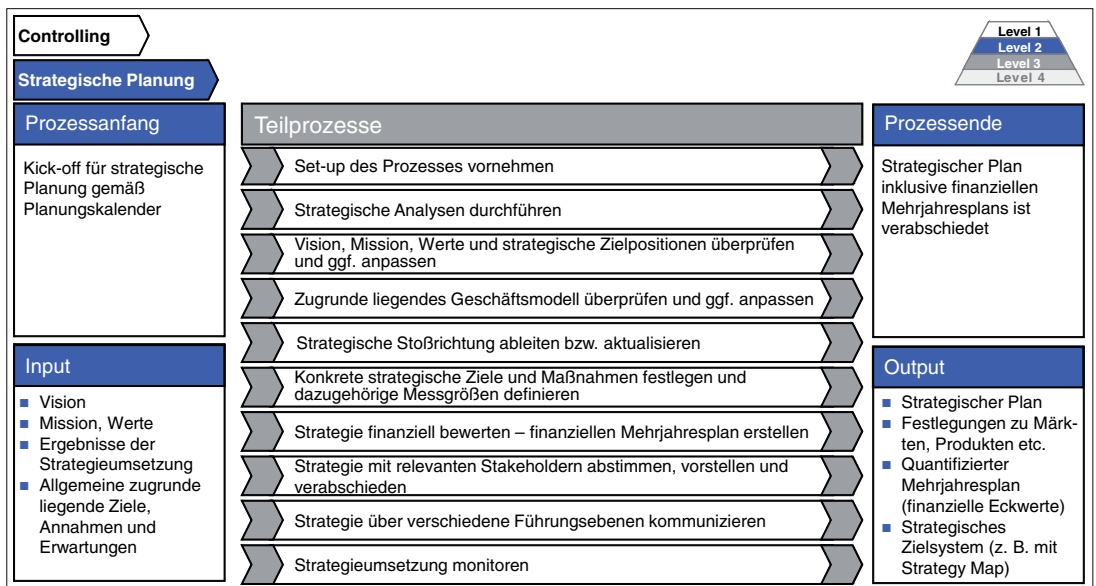 Controlling
Strategische Planung
Level 1
Level 2
Level 3
Level 4
Prozessanfang
Kick-off für strategische
Planung gemäß
Planungskalender
Input
Vision
Mission, Werte
Ergebnisse der
Strategieumsetzung
Allgemeine zugrunde
liegende Ziele,
Annahmen und
Erwartungen
Teilprozesse
Set-up des Prozesses vornehmen
Strategische Analysen durchführen
Vision, Mission, Werte und strategische Zielpositionen überprüfen
und ggf. anpassen
Zugrunde liegendes Geschäftsmodell überprüfen und ggf. anpassen
Strategische Stoßrichtung ableiten bzw. aktualisieren
Konkrete strategische Ziele und Maßnahmen festlegen und
dazugehörige Messgrößen definieren
Strategie finanziell bewerten – finanziellen Mehrjahresplan erstellen
Strategie mit relevanten Stakeholdern abstimmen, vorstellen und
verabschieden
Strategie über verschiedene Führungsebenen kommunizieren
Strategieumsetzung monitoren
Prozessende
Strategischer Plan
inklusive finanziellen
Mehrjahresplans ist
verabschiedet
Output
Strategischer Plan
Festlegungen zu Märk-
ten, Produkten etc.
Quantifizierter
Mehrjahresplan
(finanzielle Eckwerte)
Strategisches
Zielsystem (z. B. mit
Strategy Map)